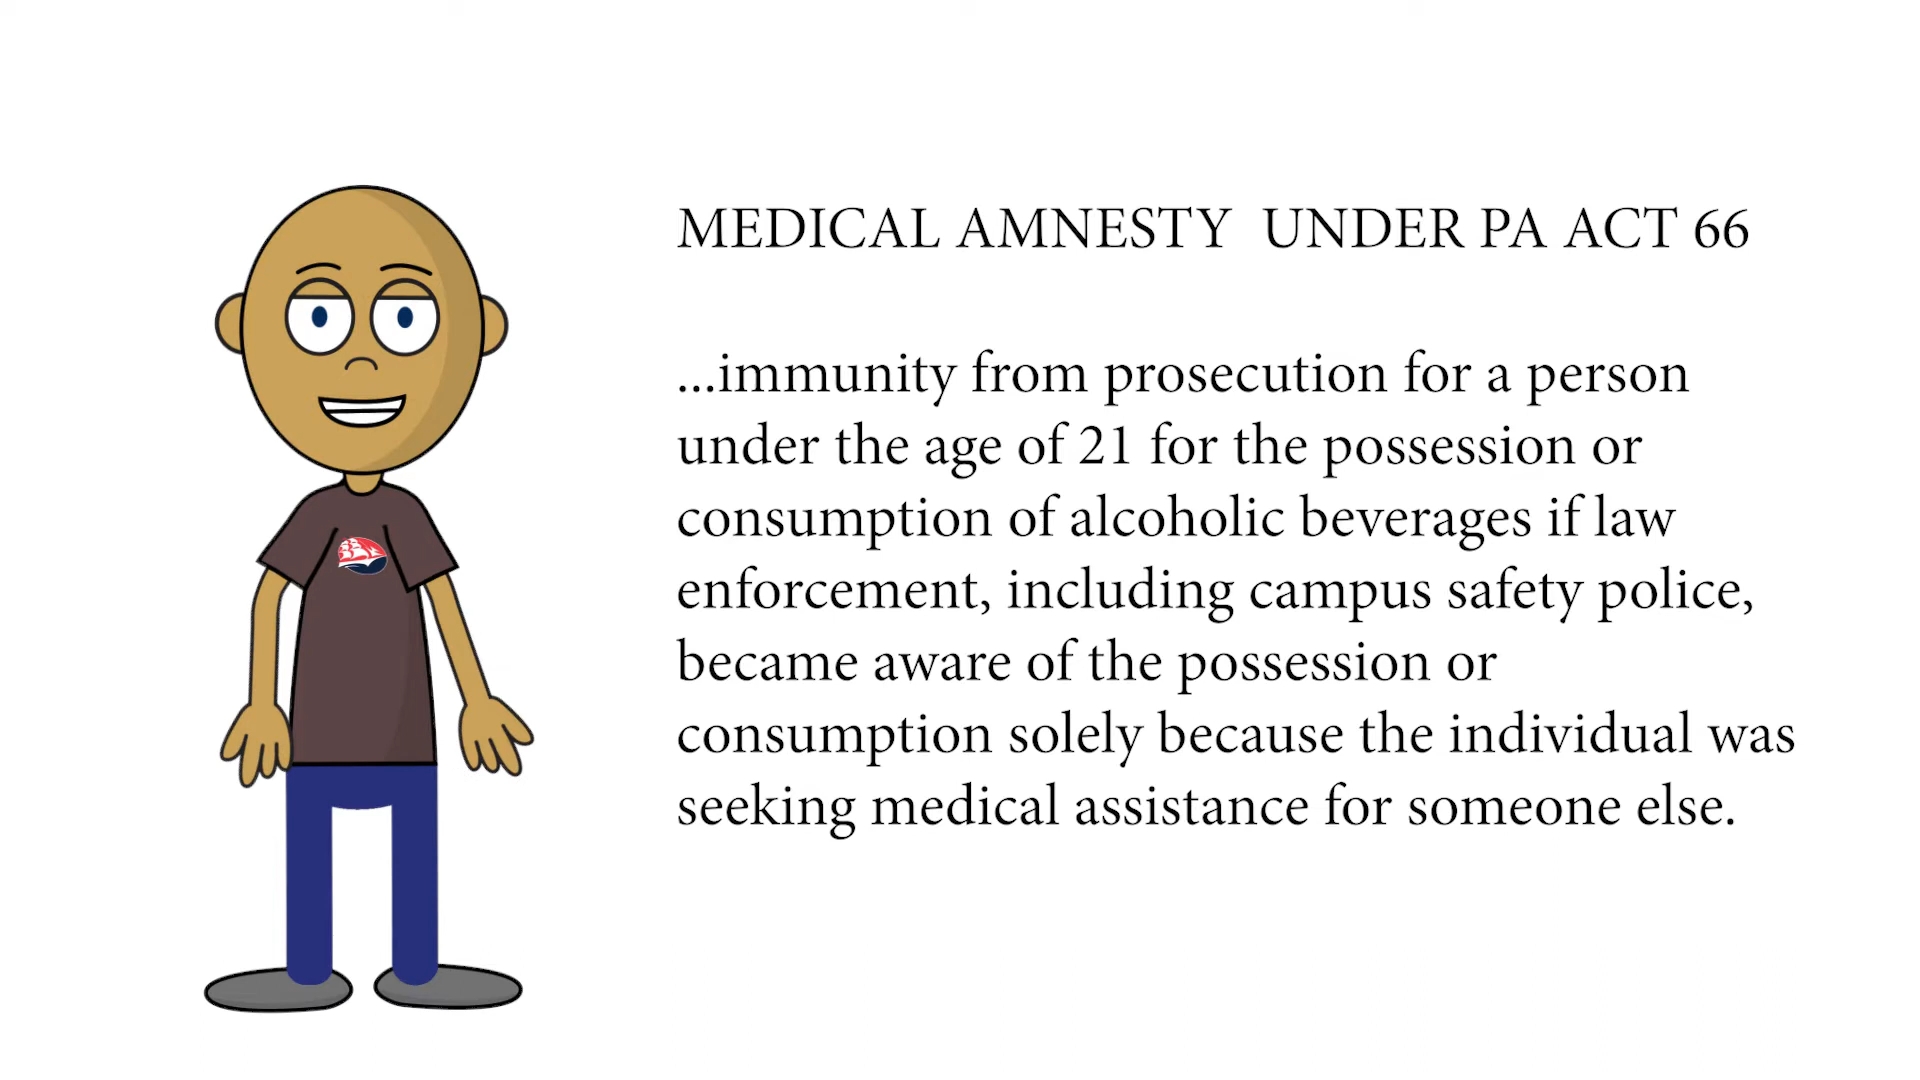 MEDICAL AMNESTY UNDER PA ACT 66
...immunity from prosecution for a person
under the age of 21 for the possession or
consumption of alcoholic beverages if law
enforcement, including campus safety police,
became aware of the possession or
consumption solely because the individual was
seeking medical assistance for someone else.